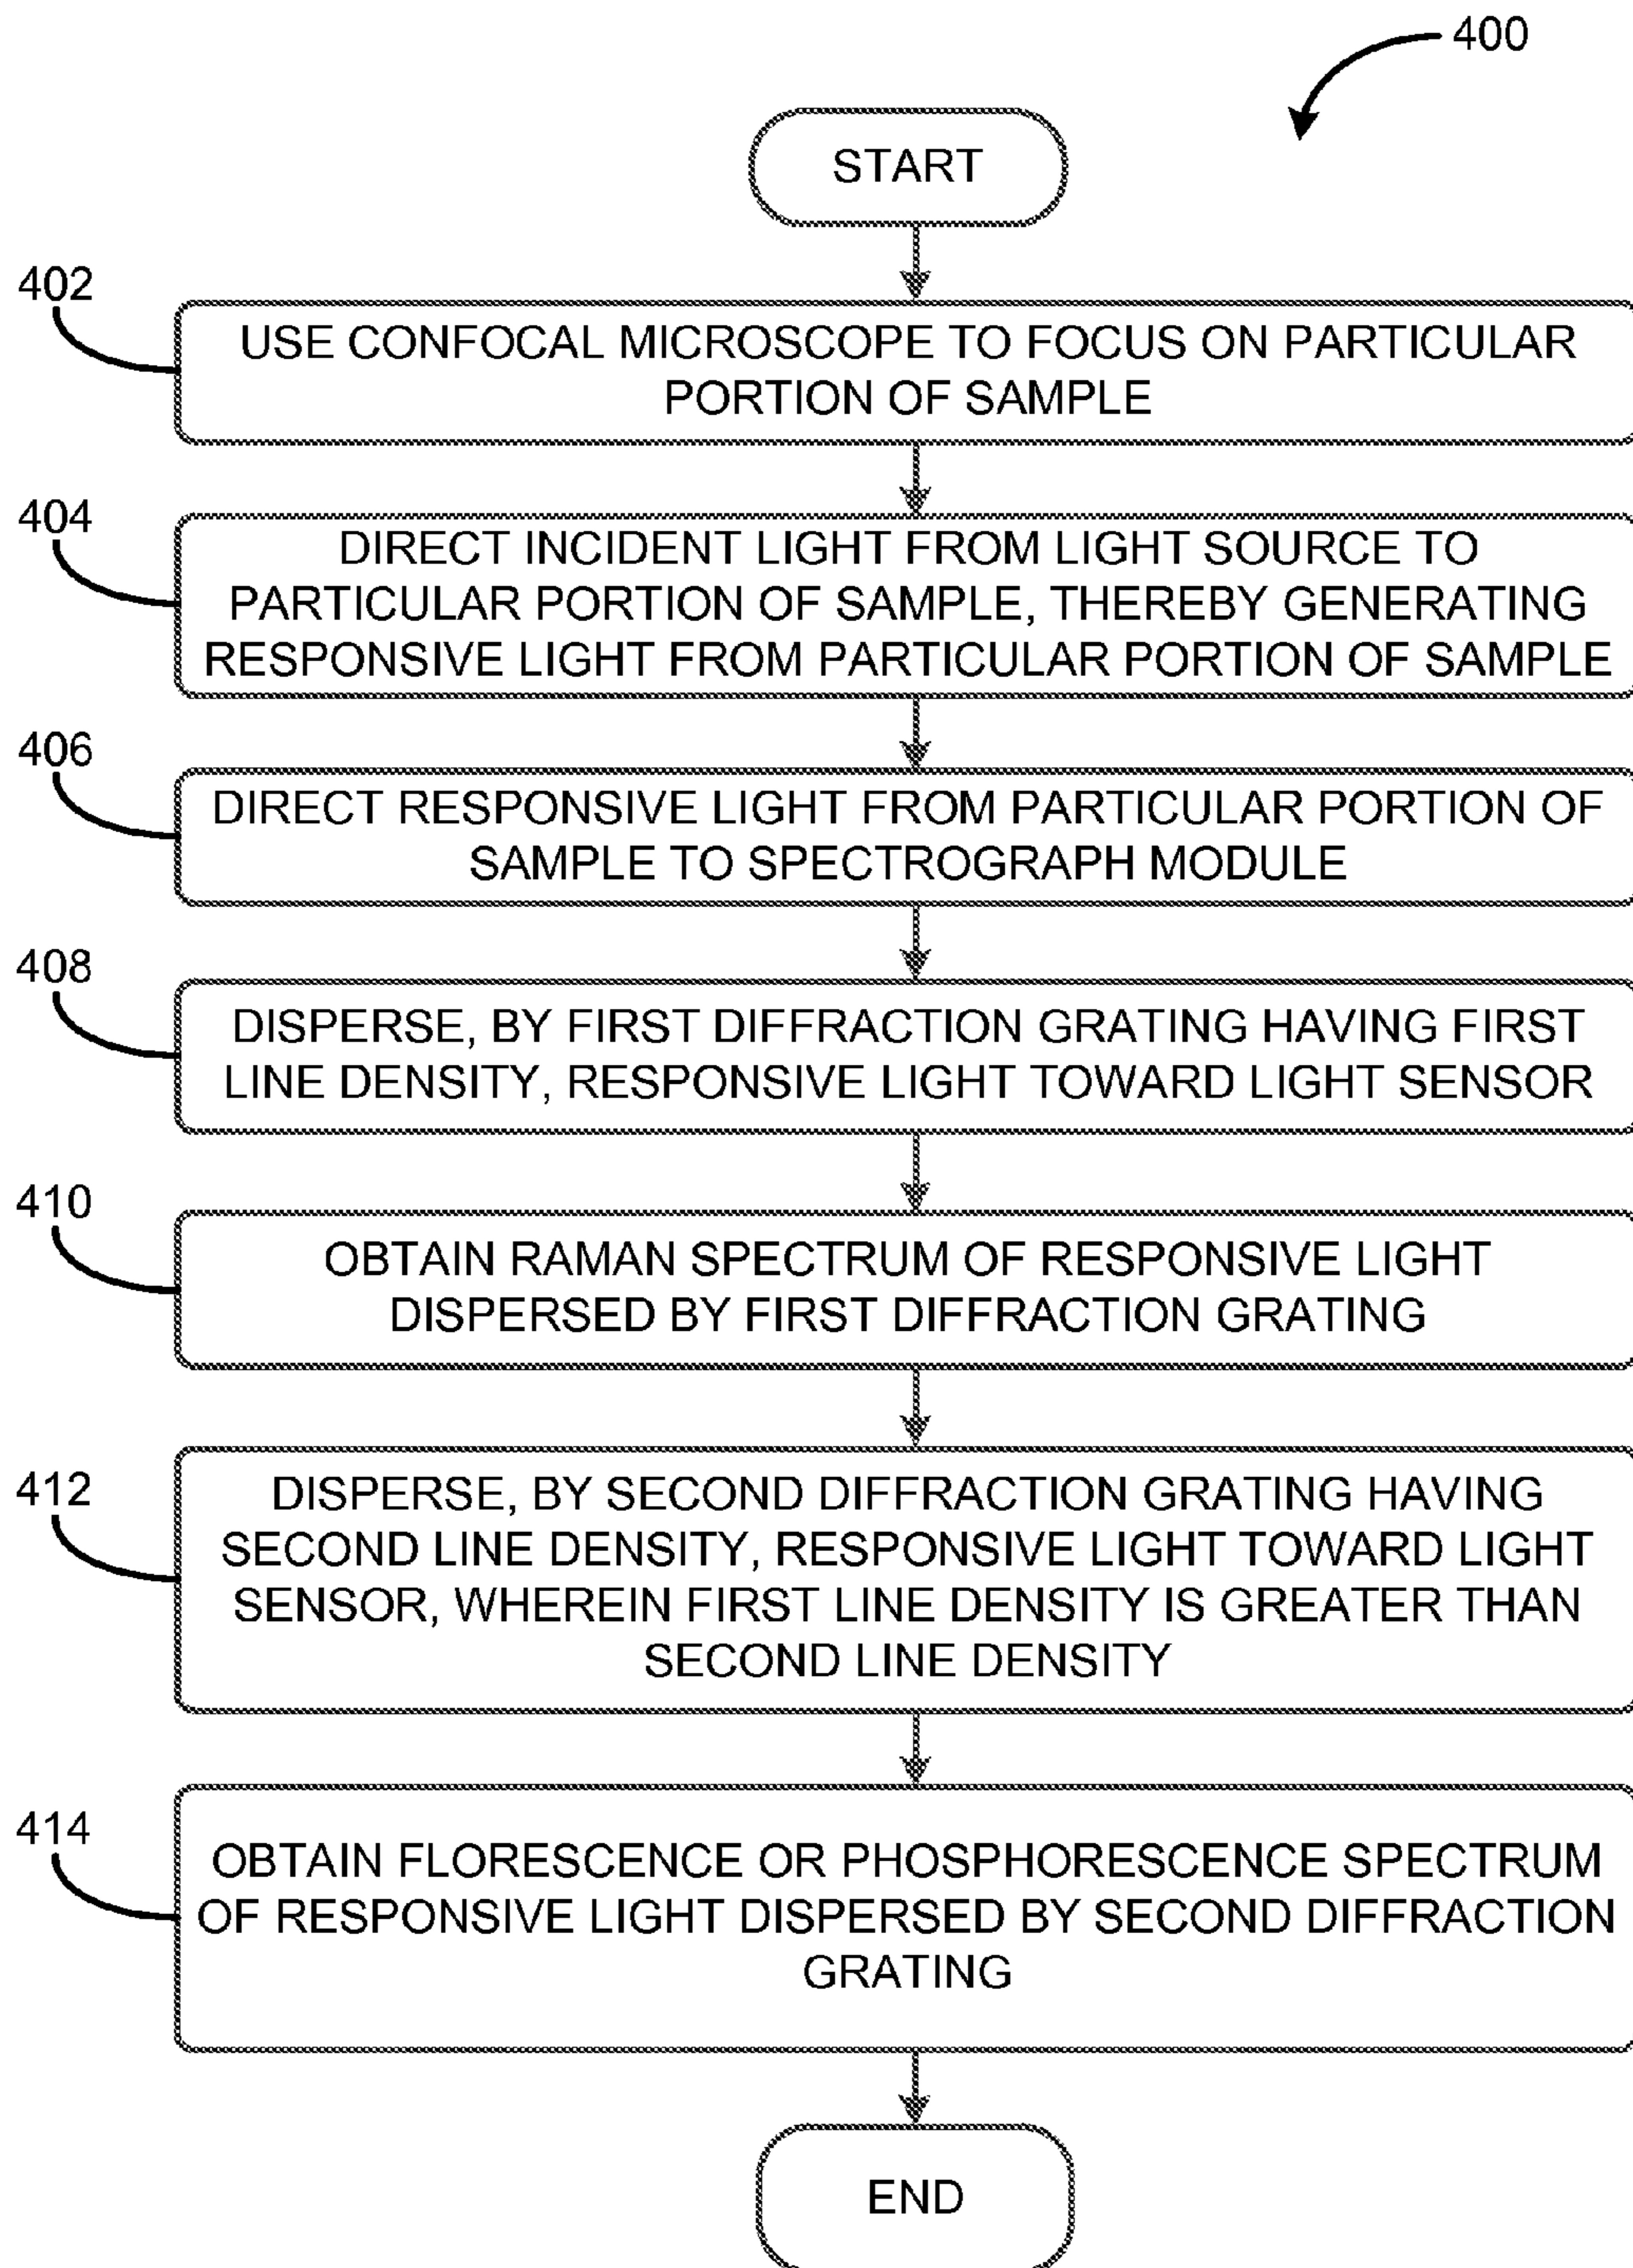 400
START
402
USE CONFOCAL MICROSCOPE TO FOCUS ON PARTICULAR
PORTION OF SAMPLE
404
DIRECT INCIDENT LIGHT FROM LIGHT SOURCE TO
PARTICULAR PORTION OF SAMPLE, THEREBY GENERATING
RESPONSIVE LIGHT FROM PARTICULAR PORTION OF SAMPLE
406
DIRECT RESPONSIVE LIGHT FROM PARTICULAR PORTION OF
SAMPLE TO SPECTROGRAPH MODULE
408
DISPERSE, BY FIRST DIFFRACTION GRATING HAVING FIRST
LINE DENSITY, RESPONSIVE LIGHT TOWARD LIGHT SENSOR
410
OBTAIN RAMAN SPECTRUM OF RESPONSIVE LIGHT
DISPERSED BY FIRST DIFFRACTION GRATING
412
DISPERSE, BY SECOND DIFFRACTION GRATING HAVING
SECOND LINE DENSITY, RESPONSIVE LIGHT TOWARD LIGHT
SENSOR, WHEREIN FIRST LINE DENSITY IS GREATER THAN
SECOND LINE DENSITY
414
OBTAIN FLORESCENCE OR PHOSPHORESCENCE SPECTRUM
OF RESPONSIVE LIGHT DISPERSED BY SECOND DIFFRACTION
GRATING
END